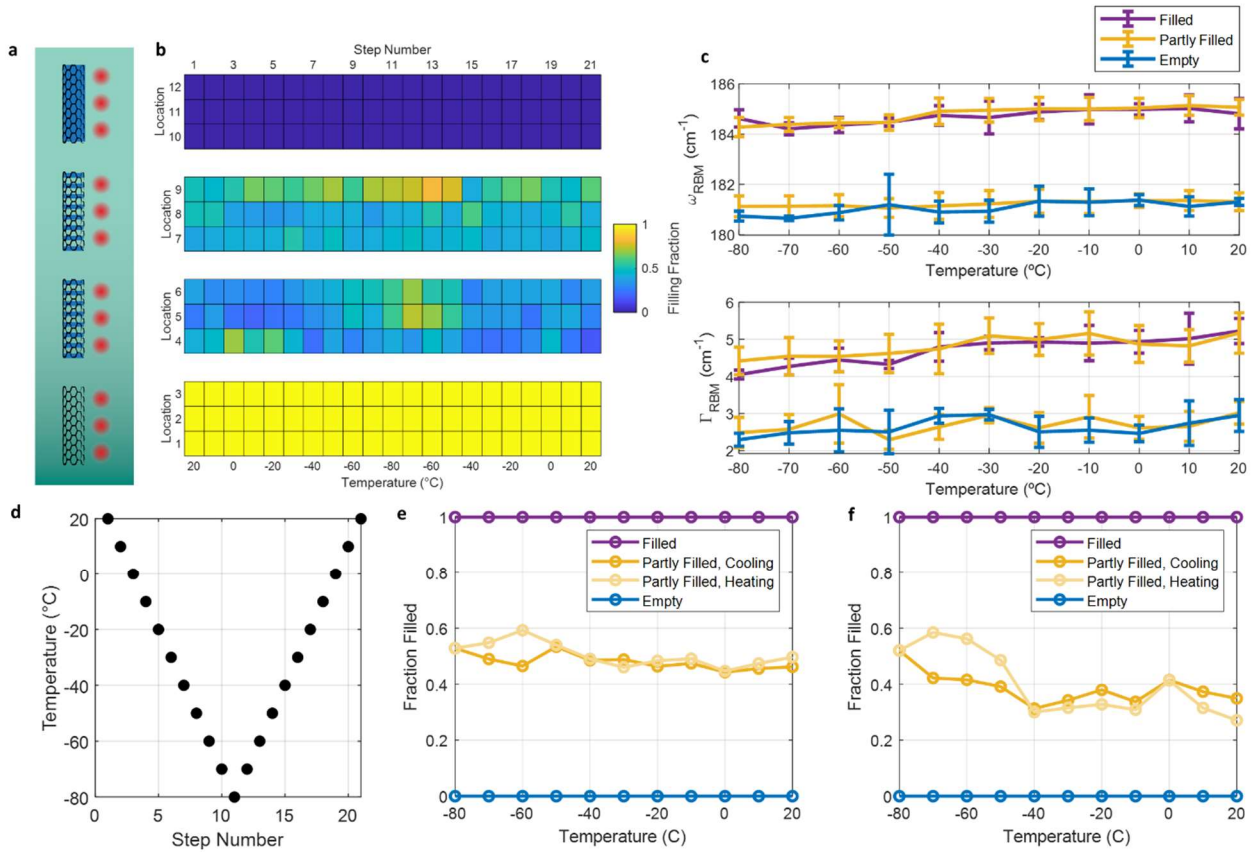 a
b
Step Number
1 3 5 7 9 11 13 15 17 19 21
Location
12
11
10
Location
9
8
7
Location
6
5
4
Location
3
2
1
20 0 -20 -40 -60 -80 -60 -40 -20 0 20
Temperature (°C)
1
0.5
0
Filling Fraction
c
Filled
Partly Filled
Empty
186
184
182
180
ωRBM (cm-1)
-80 -70 -60 -50 -40 -30 -20 -10 0 10 20
Temperature (ºC)
6
5
4
3
2
ΓRBM (cm-1)
-80 -70 -60 -50 -40 -30 -20 -10 0 10 20
Temperature (ºC)
d
20
0
-20
-40
-60
-80
Temperature (°C)
0 5 10 15 20
Step Number
e
1
0.8
0.6
0.4
0.2
0
Fraction Filled
Filled
Partly Filled, Cooling
Partly Filled, Heating
Empty
-80 -60 -40 -20 0 20
Temperature (C)
f
1
0.8
0.6
0.4
0.2
0
Fraction Filled
Filled
Partly Filled, Cooling
Partly Filled, Heating
Empty
-80 -60 -40 -20 0 20
Temperature (C)